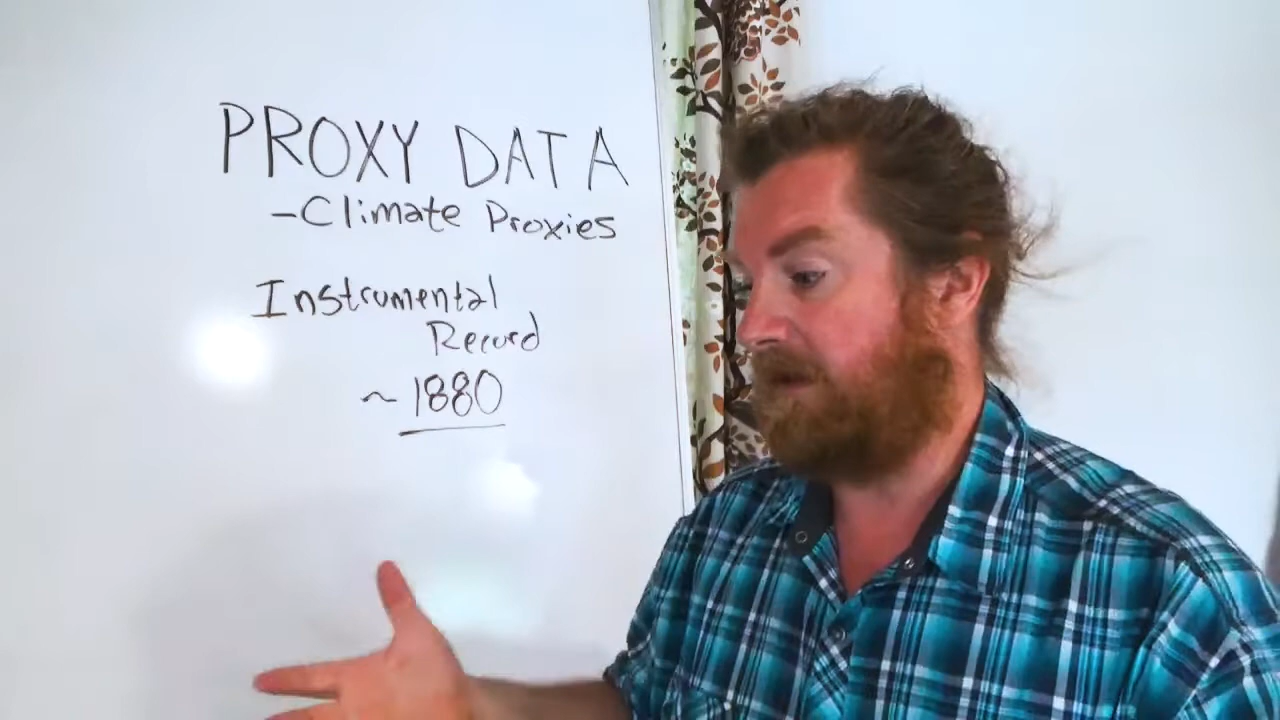 PROXY DATA
-Climate Proxies
Instrumental
Record
~1880